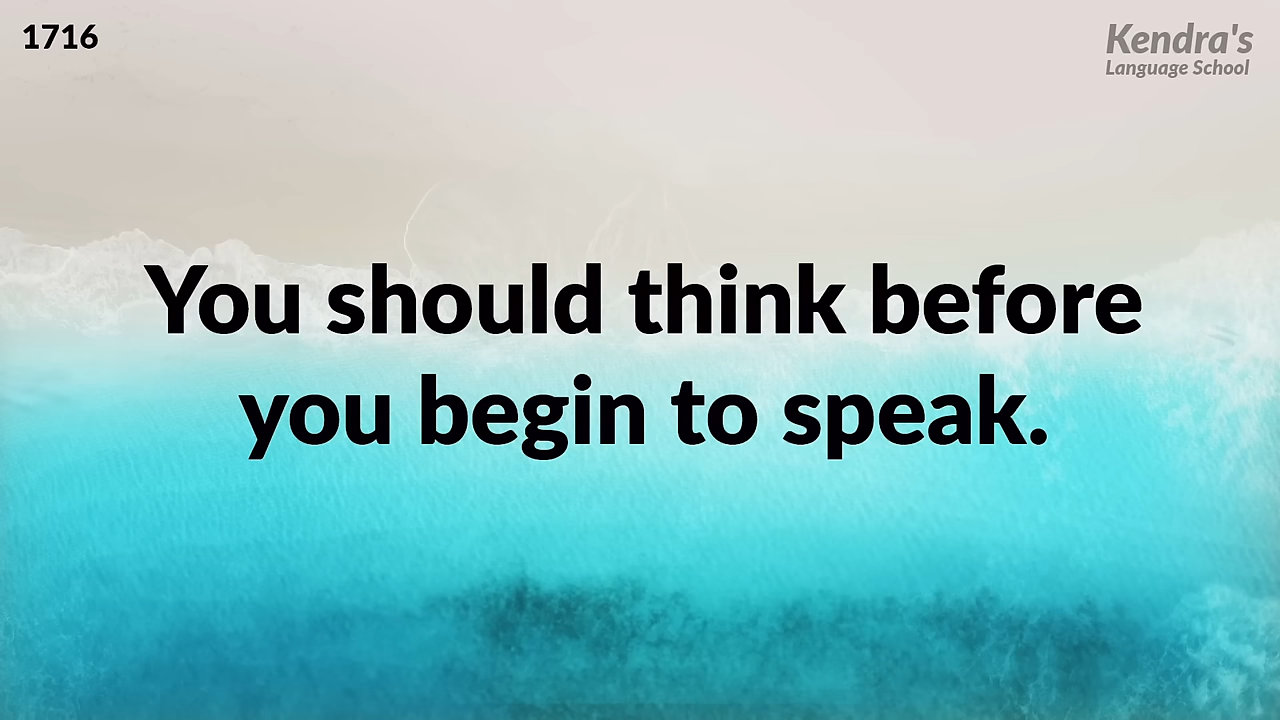 1716
Kendra's
Language School
You should think before
you begin to speak.